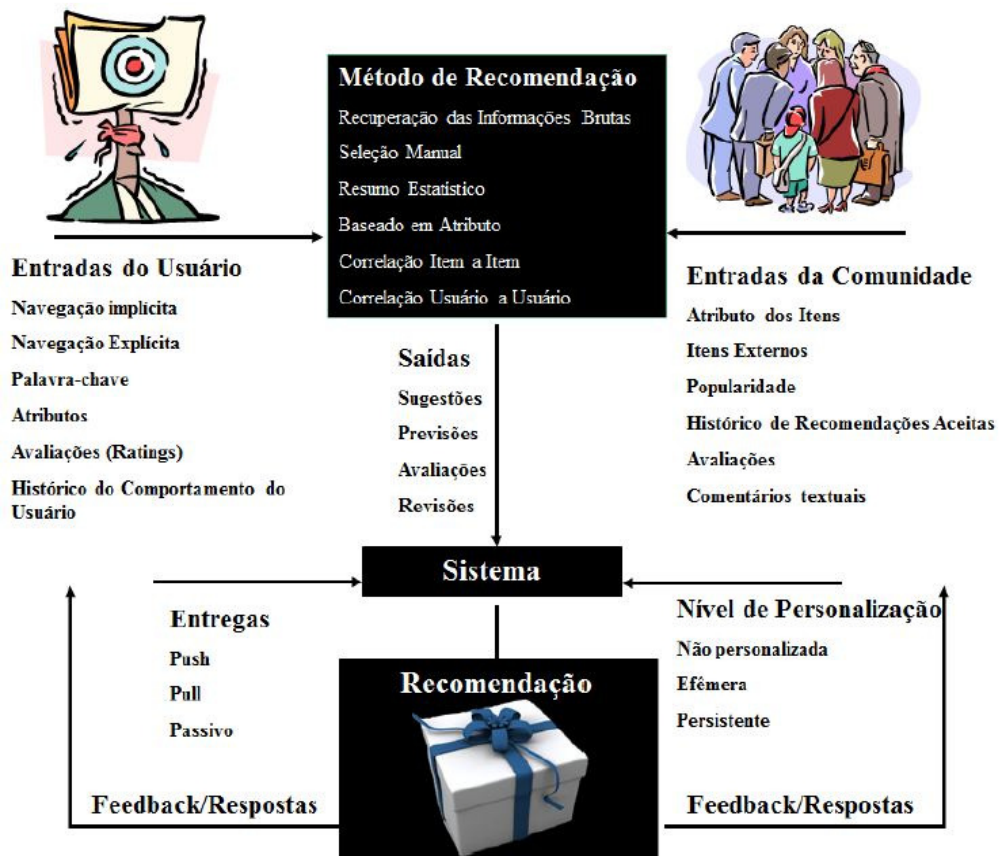 Método de Recomendação
Recuperação das Informações Brutas
Seleção Manual
Resumo Estatístico
Baseado em Atributo
Correlação Item a Item
Correlação Usuário a Usuário
Entradas do Usuário
Navegação implícita
Navegação Explícita
Palavra-chave
Atributos
Avaliações (Ratings)
Histórico do Comportamento do
Usuário
Saídas
Sugestões
Previsões
Avaliações
Revisões
Entradas da Comunidade
Atributo dos Itens
Itens Externos
Popularidade
Histórico de Recomendações Aceitas
Avaliações
Comentários textuais
Sistema
Entregas
Push
Pull
Passivo
Nível de Personalização
Não personalizada
Efêmera
Persistente
Recomendação
Feedback/Respostas
Feedback/Respostas